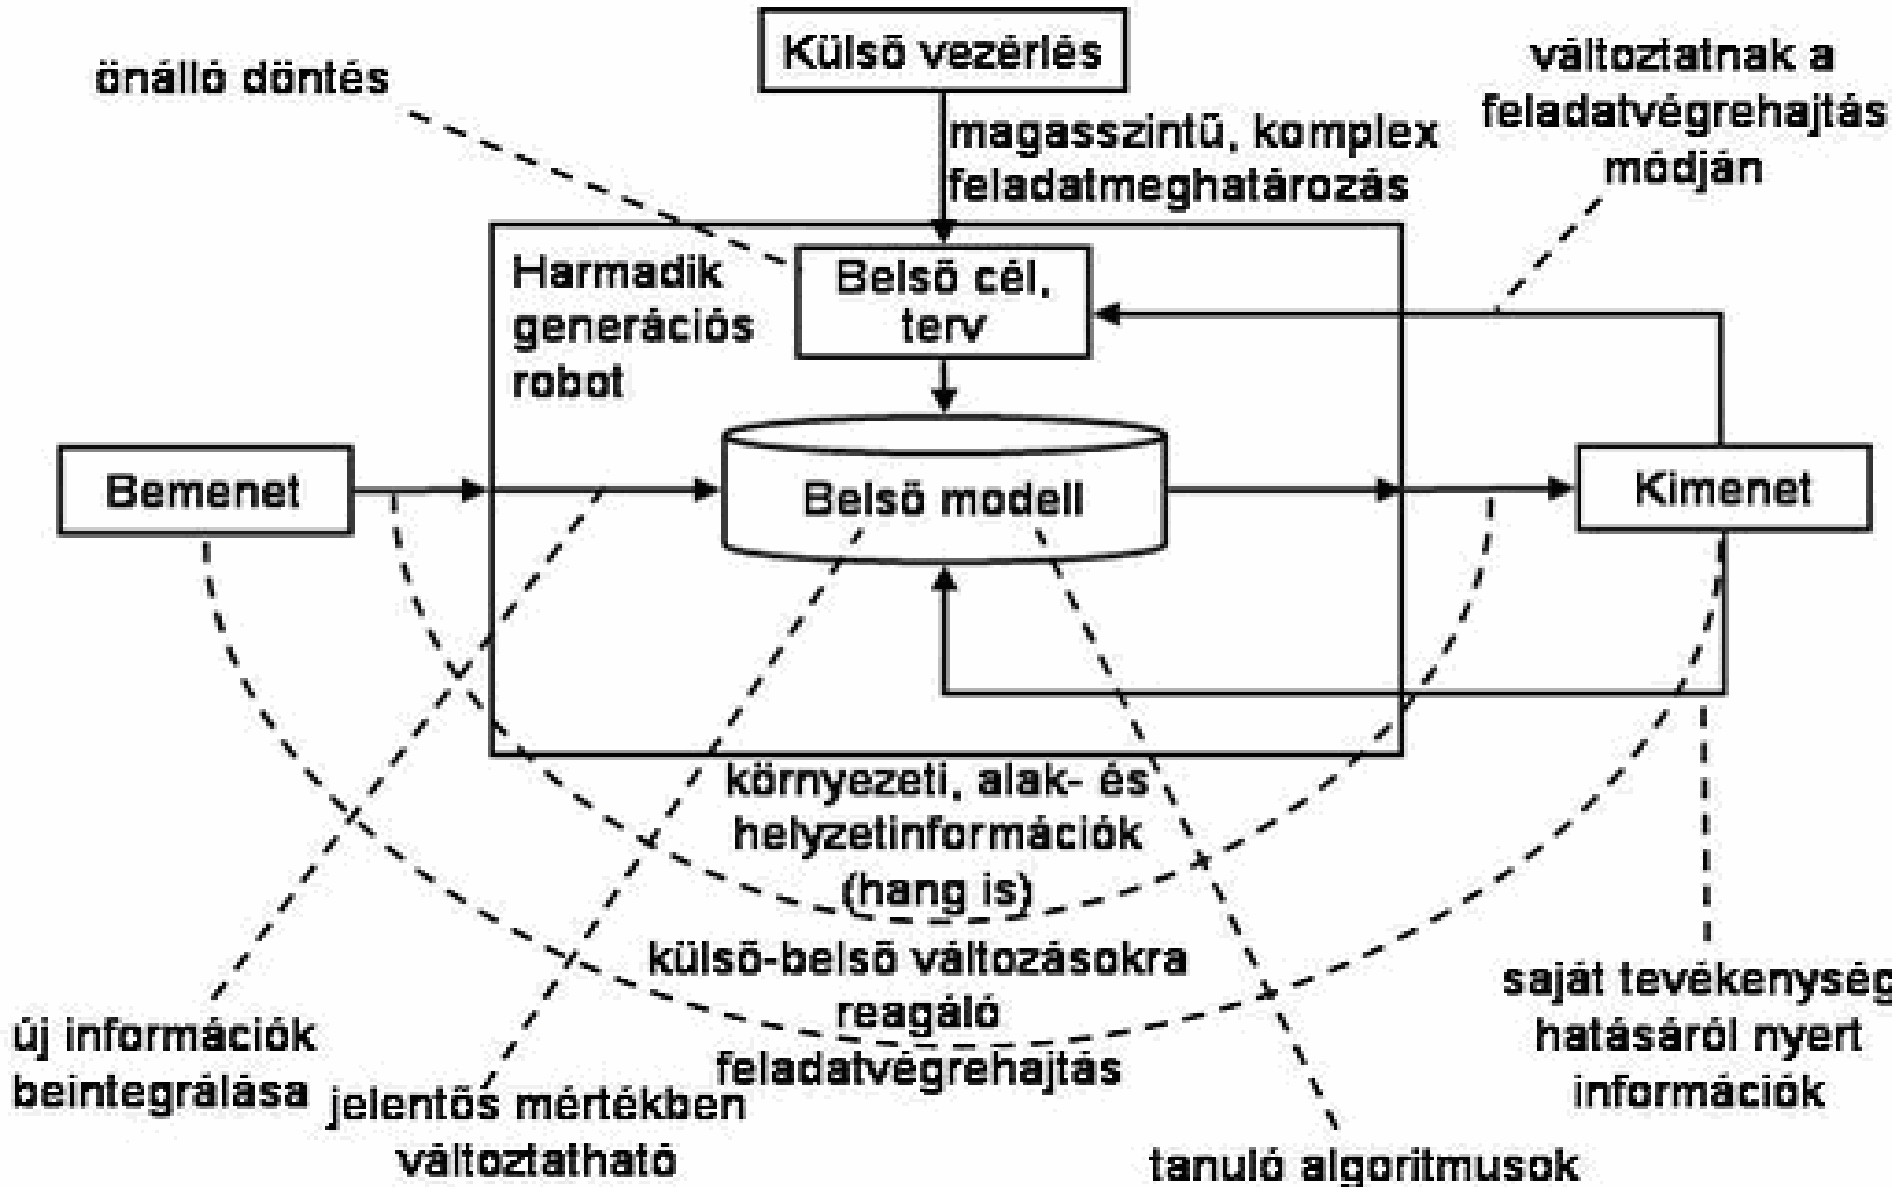 Külső vezérlés
önálló döntés
változtatnak a
feladatvégrehajtás
módján
magasszintű, komplex
feladatmeghatározás
Harmadik
generációs
robot
Belső cél,
terv
Bemenet
Belső modell
Kimenet
környezeti, alak- és
helyzetinformációk
(hang is)
külső-belső változásokra
reagáló
feladatvégrehajtás
saját tevékenység
hatásáról nyert
információk
új információk
beintegrálása
jelentős mértékben
változtatható
tanuló algoritmusok